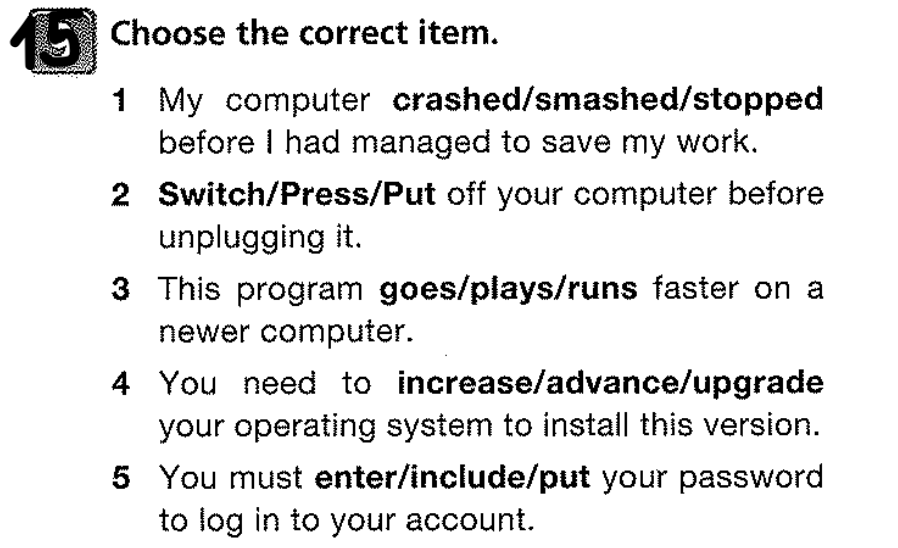 15 Choose the correct item.
1 My computer crashed/smashed/stopped
before I had managed to save my work.
2 Switch/Press/Put off your computer before
unplugging it.
3 This program goes/plays/runs faster on a
newer computer.
4 You need to increase/advance/upgrade
your operating system to install this version.
5 You must enter/include/put your password
to log in to your account.